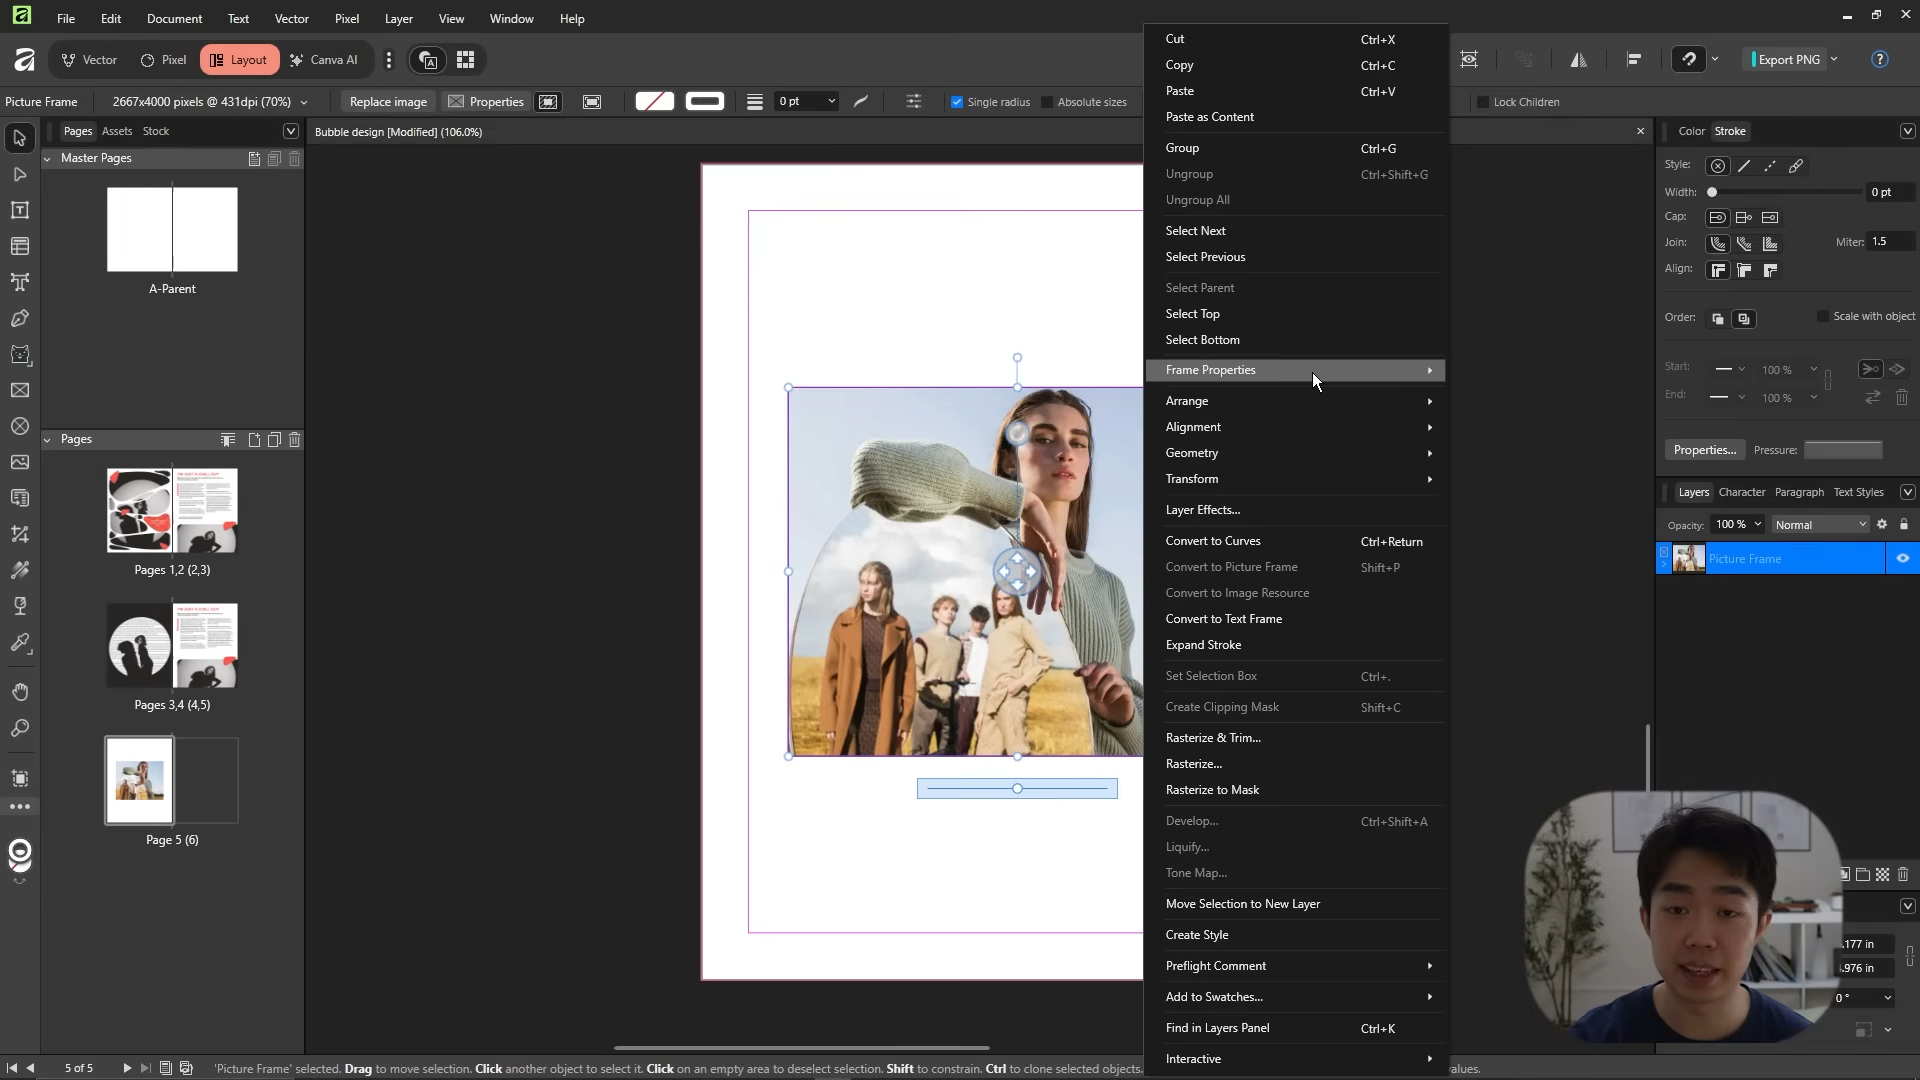 File Edit Document Text Vector Pixel Layer View Window Help
Vector Pixel Layout Canva AI Export PNG
Picture Frame 2667x4000 pixels @ 431dpi (70%) Replace image Properties 0 pt Single radius Absolute sizes Lock Children
Pages Assets Stock
Bubble design [Modified] (106.0%)
Master Pages
A-Parent
Pages
Pages 1,2 (2,3)
Pages 3,4 (4,5)
Page 5 (6)
Cut Ctrl+X
Copy Ctrl+C
Paste Ctrl+V
Paste as Content
Group Ctrl+G
Ungroup Ctrl+Shift+G
Ungroup All
Select Next
Select Previous
Select Parent
Select Top
Select Bottom
Frame Properties
Arrange
Alignment
Geometry
Transform
Layer Effects...
Convert to Curves Ctrl+Return
Convert to Picture Frame Shift+P
Convert to Image Resource
Convert to Text Frame
Expand Stroke
Set Selection Box Ctrl+.
Create Clipping Mask Shift+C
Rasterize & Trim...
Rasterize...
Rasterize to Mask
Develop... Ctrl+Shift+A
Liquify...
Tone Map...
Move Selection to New Layer
Create Style
Preflight Comment
Add to Swatches...
Find in Layers Panel Ctrl+K
Interactive
Color Stroke
Style:
Width: 0 pt
Cap:
Join: Miter: 1.5
Align:
Order: Scale with object
Start: 100 %
End: 100 %
Properties... Pressure:
Layers Character Paragraph Text Styles
Opacity: 100 % Normal
Picture Frame
.177 in
.976 in
0 °
5 of 5 'Picture Frame' selected. Drag to move selection. Click another object to select it. Click on an empty area to deselect selection. Shift to constrain. Ctrl to clone selected objects. values.